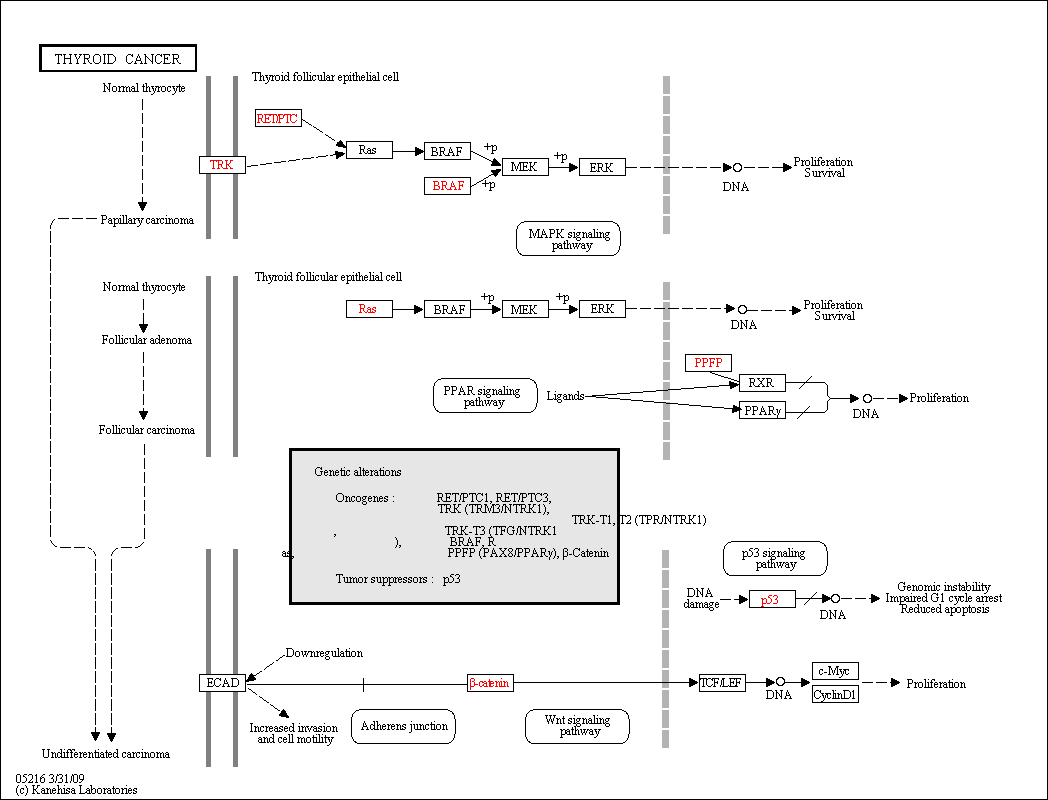 THYROID CANCER
Normal thyrocyte
Thyroid follicular epithelial cell
RET/PTC
TRK
Ras
BRAF
+p
BRAF
+p
MEK
+p
ERK
DNA
Proliferation
Survival
Papillary carcinoma
MAPK signaling
pathway
Normal thyrocyte
Thyroid follicular epithelial cell
Ras
BRAF
+p
MEK
+p
ERK
DNA
Proliferation
Survival
Follicular adenoma
PPFP
PPAR signaling
pathway
Ligands
RXR
PPARγ
DNA
Proliferation
Follicular carcinoma
Genetic alterations
Oncogenes : RET/PTC1, RET/PTC3,
TRK (TRM3/NTRK1),
TRK-T1, T2 (TPR/NTRK1)
, TRK-T3 (TFG/NTRK1
), BRAF, R
as, PPFP (PAX8/PPARγ), β-Catenin
Tumor suppressors : p53
p53 signaling
pathway
DNA
damage
p53
DNA
Genomic instability
Impaired G1 cycle arrest
Reduced apoptosis
Downregulation
ECAD
β-catenin
TCF/LEF
DNA
c-Myc
CyclinD1
Proliferation
Increased invasion
and cell motility
Adherens junction
Wnt signaling
pathway
Undifferentiated carcinoma
05216 3/31/09
(c) Kanehisa Laboratories